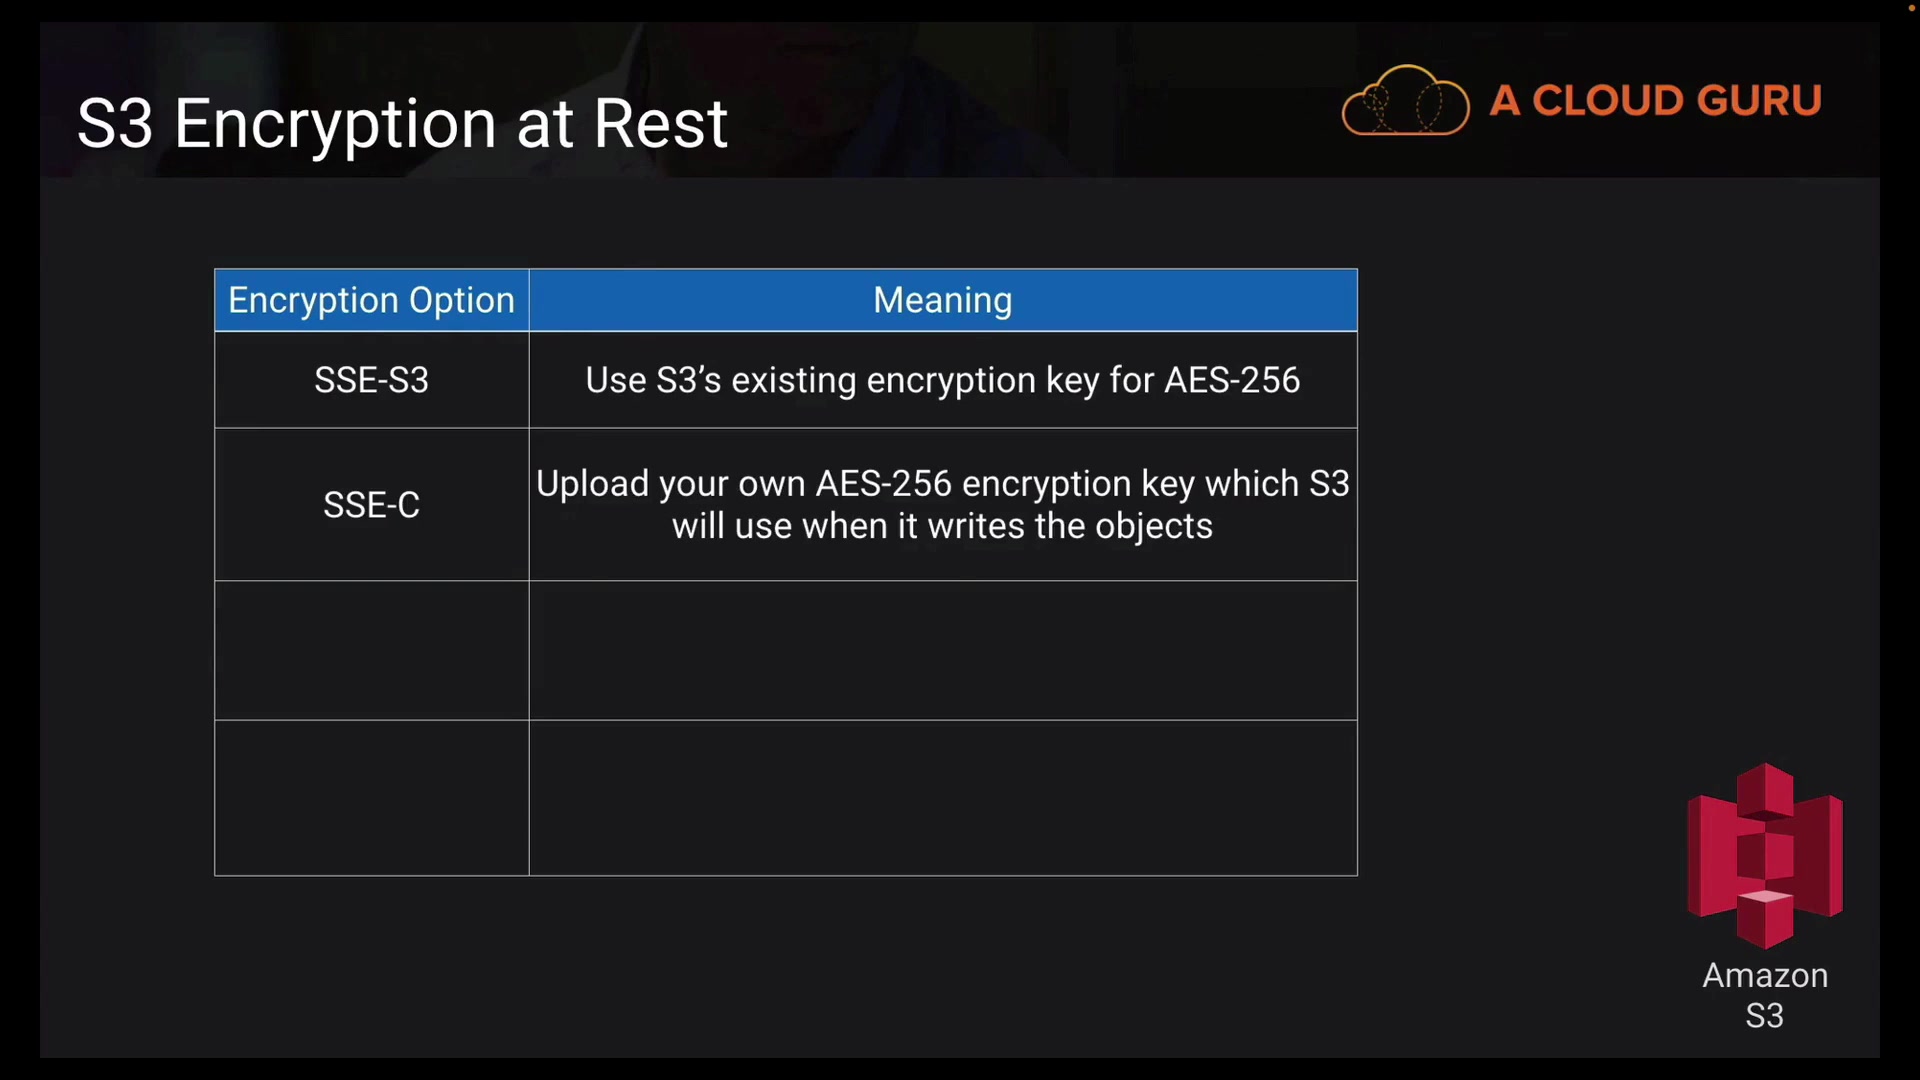 S3 Encryption at Rest
A CLOUD GURU
Encryption Option
Meaning
SSE-S3
Use S3’s existing encryption key for AES-256
SSE-C
Upload your own AES-256 encryption key which S3
will use when it writes the objects
Amazon
S3